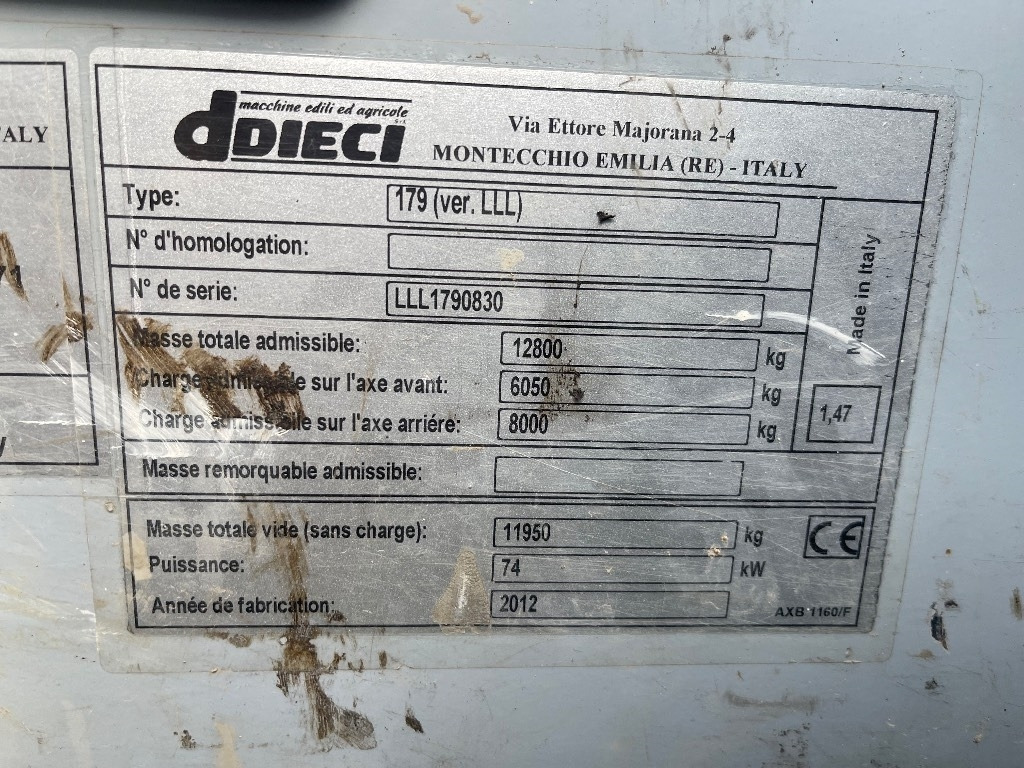 ALY
macchine edili ed agricole
dDIECI
Via Ettore Majorana 2-4
MONTECCHIO EMILIA (RE) - ITALY
Type: 179 (ver. LLL)
N° d'homologation:
N° de serie: LLL1790830
Masse totale admissible: 12800 kg
Charge admissible sur l'axe avant: 6050 kg
Charge admissible sur l'axe arriére: 8000 kg
Made in Italy
1,47
Masse remorquable admissible:
Masse totale vide (sans charge): 11950 kg
CE
Puissance: 74 kW
Année de fabrication: 2012
AXB 1160/F